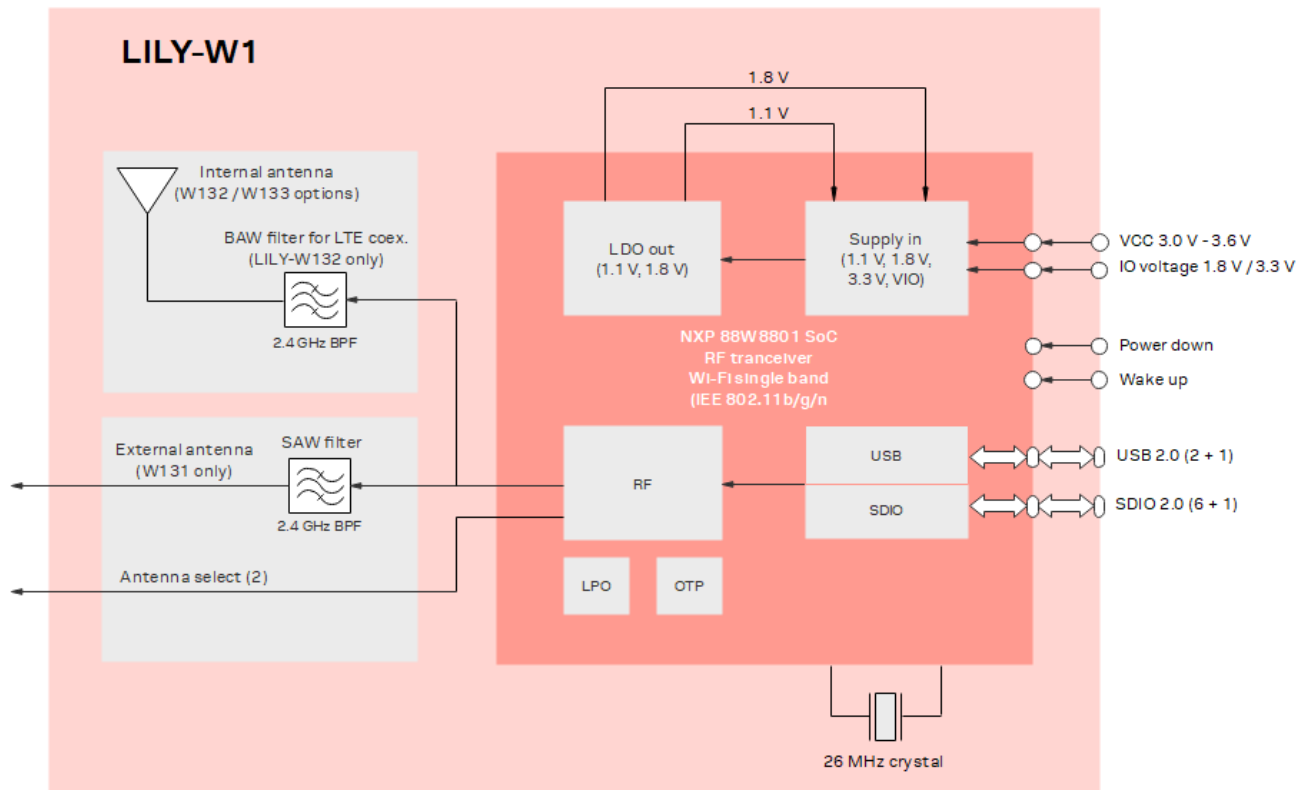 LILY-W1
1.8 V
1.1 V
Internal antenna
(W132 / W133 options)
BAW filter for LTE coex.
(LILY-W132 only)
2.4 GHz BPF
LDO out
(1.1 V, 1.8 V)
Supply in
(1.1 V, 1.8 V,
3.3 V, VIO)
VCC 3.0 V - 3.6 V
IO voltage 1.8 V / 3.3 V
NXP 88W8801 SoC
RF tranceiver
Wi-Fi single band
(IEE 802.11b/g/n
Power down
Wake up
External antenna
(W131 only)
SAW filter
2.4 GHz BPF
RF
USB
SDIO
USB 2.0 (2 + 1)
SDIO 2.0 (6 + 1)
Antenna select (2)
LPO
OTP
26 MHz crystal